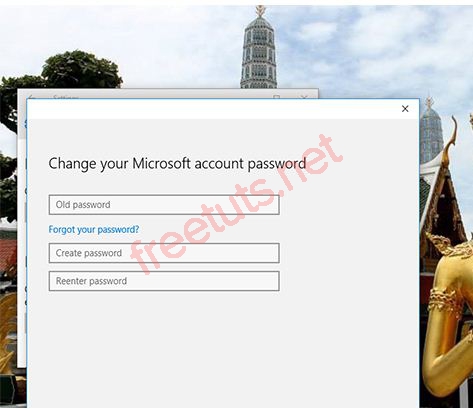 Settings
Change your Microsoft account password
Old password
Forgot your password?
Create password
Reenter password
freetuts.net